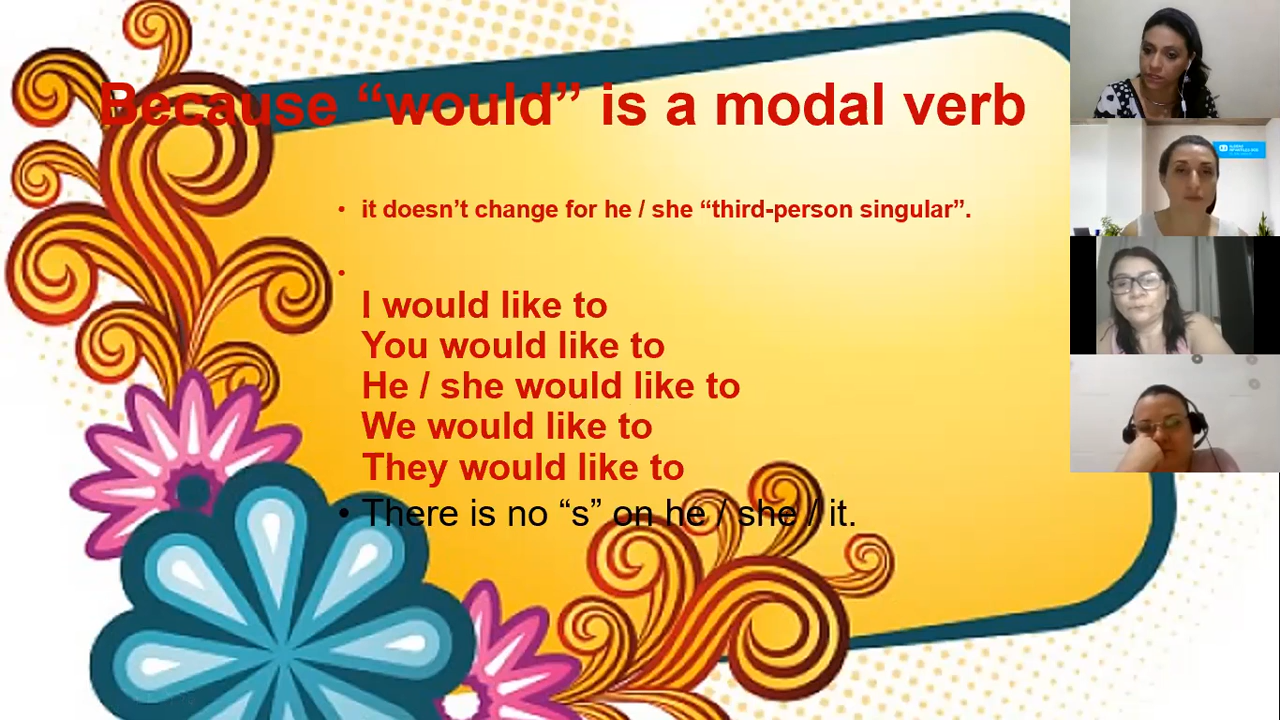 Because “would” is a modal verb
• it doesn’t change for he / she “third-person singular”.
•
I would like to
You would like to
He / she would like to
We would like to
They would like to
• There is no “s” on he / she / it.